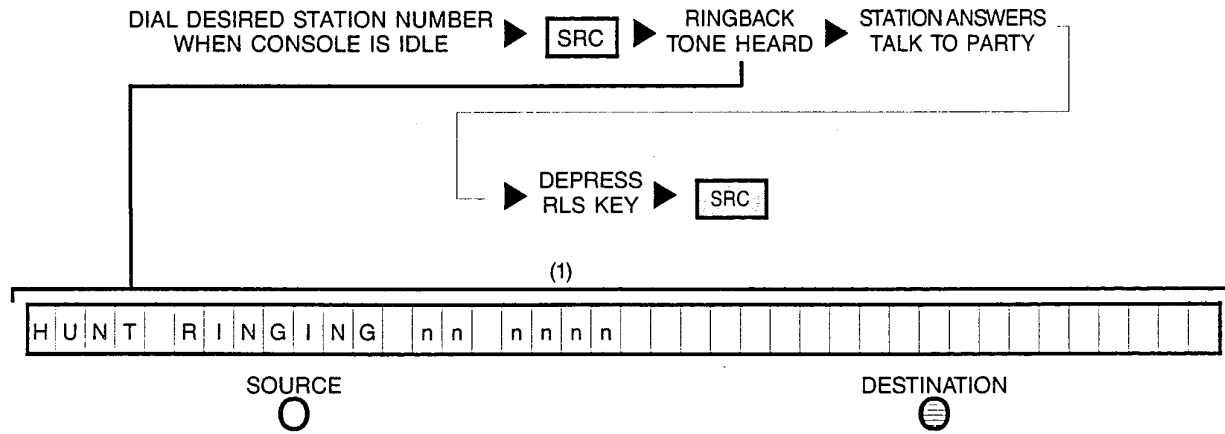 DIAL DESIRED STATION NUMBER
WHEN CONSOLE IS IDLE
SRC
RINGBACK
TONE HEARD
STATION ANSWERS
TALK TO PARTY
DEPRESS
RLS KEY
SRC
(1)
HUNT RINGING nn nnnn
SOURCE
DESTINATION